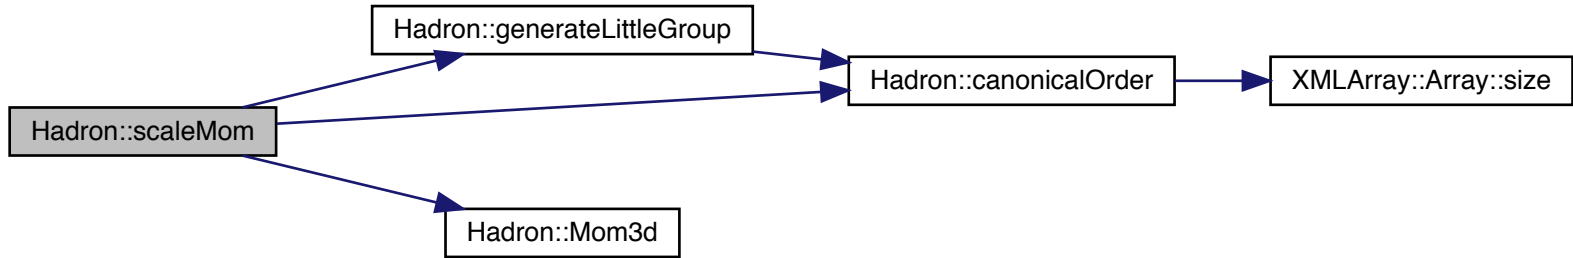 Hadron::generateLittleGroup
Hadron::canonicalOrder
XMLArray::Array::size
Hadron::scaleMom
Hadron::Mom3d